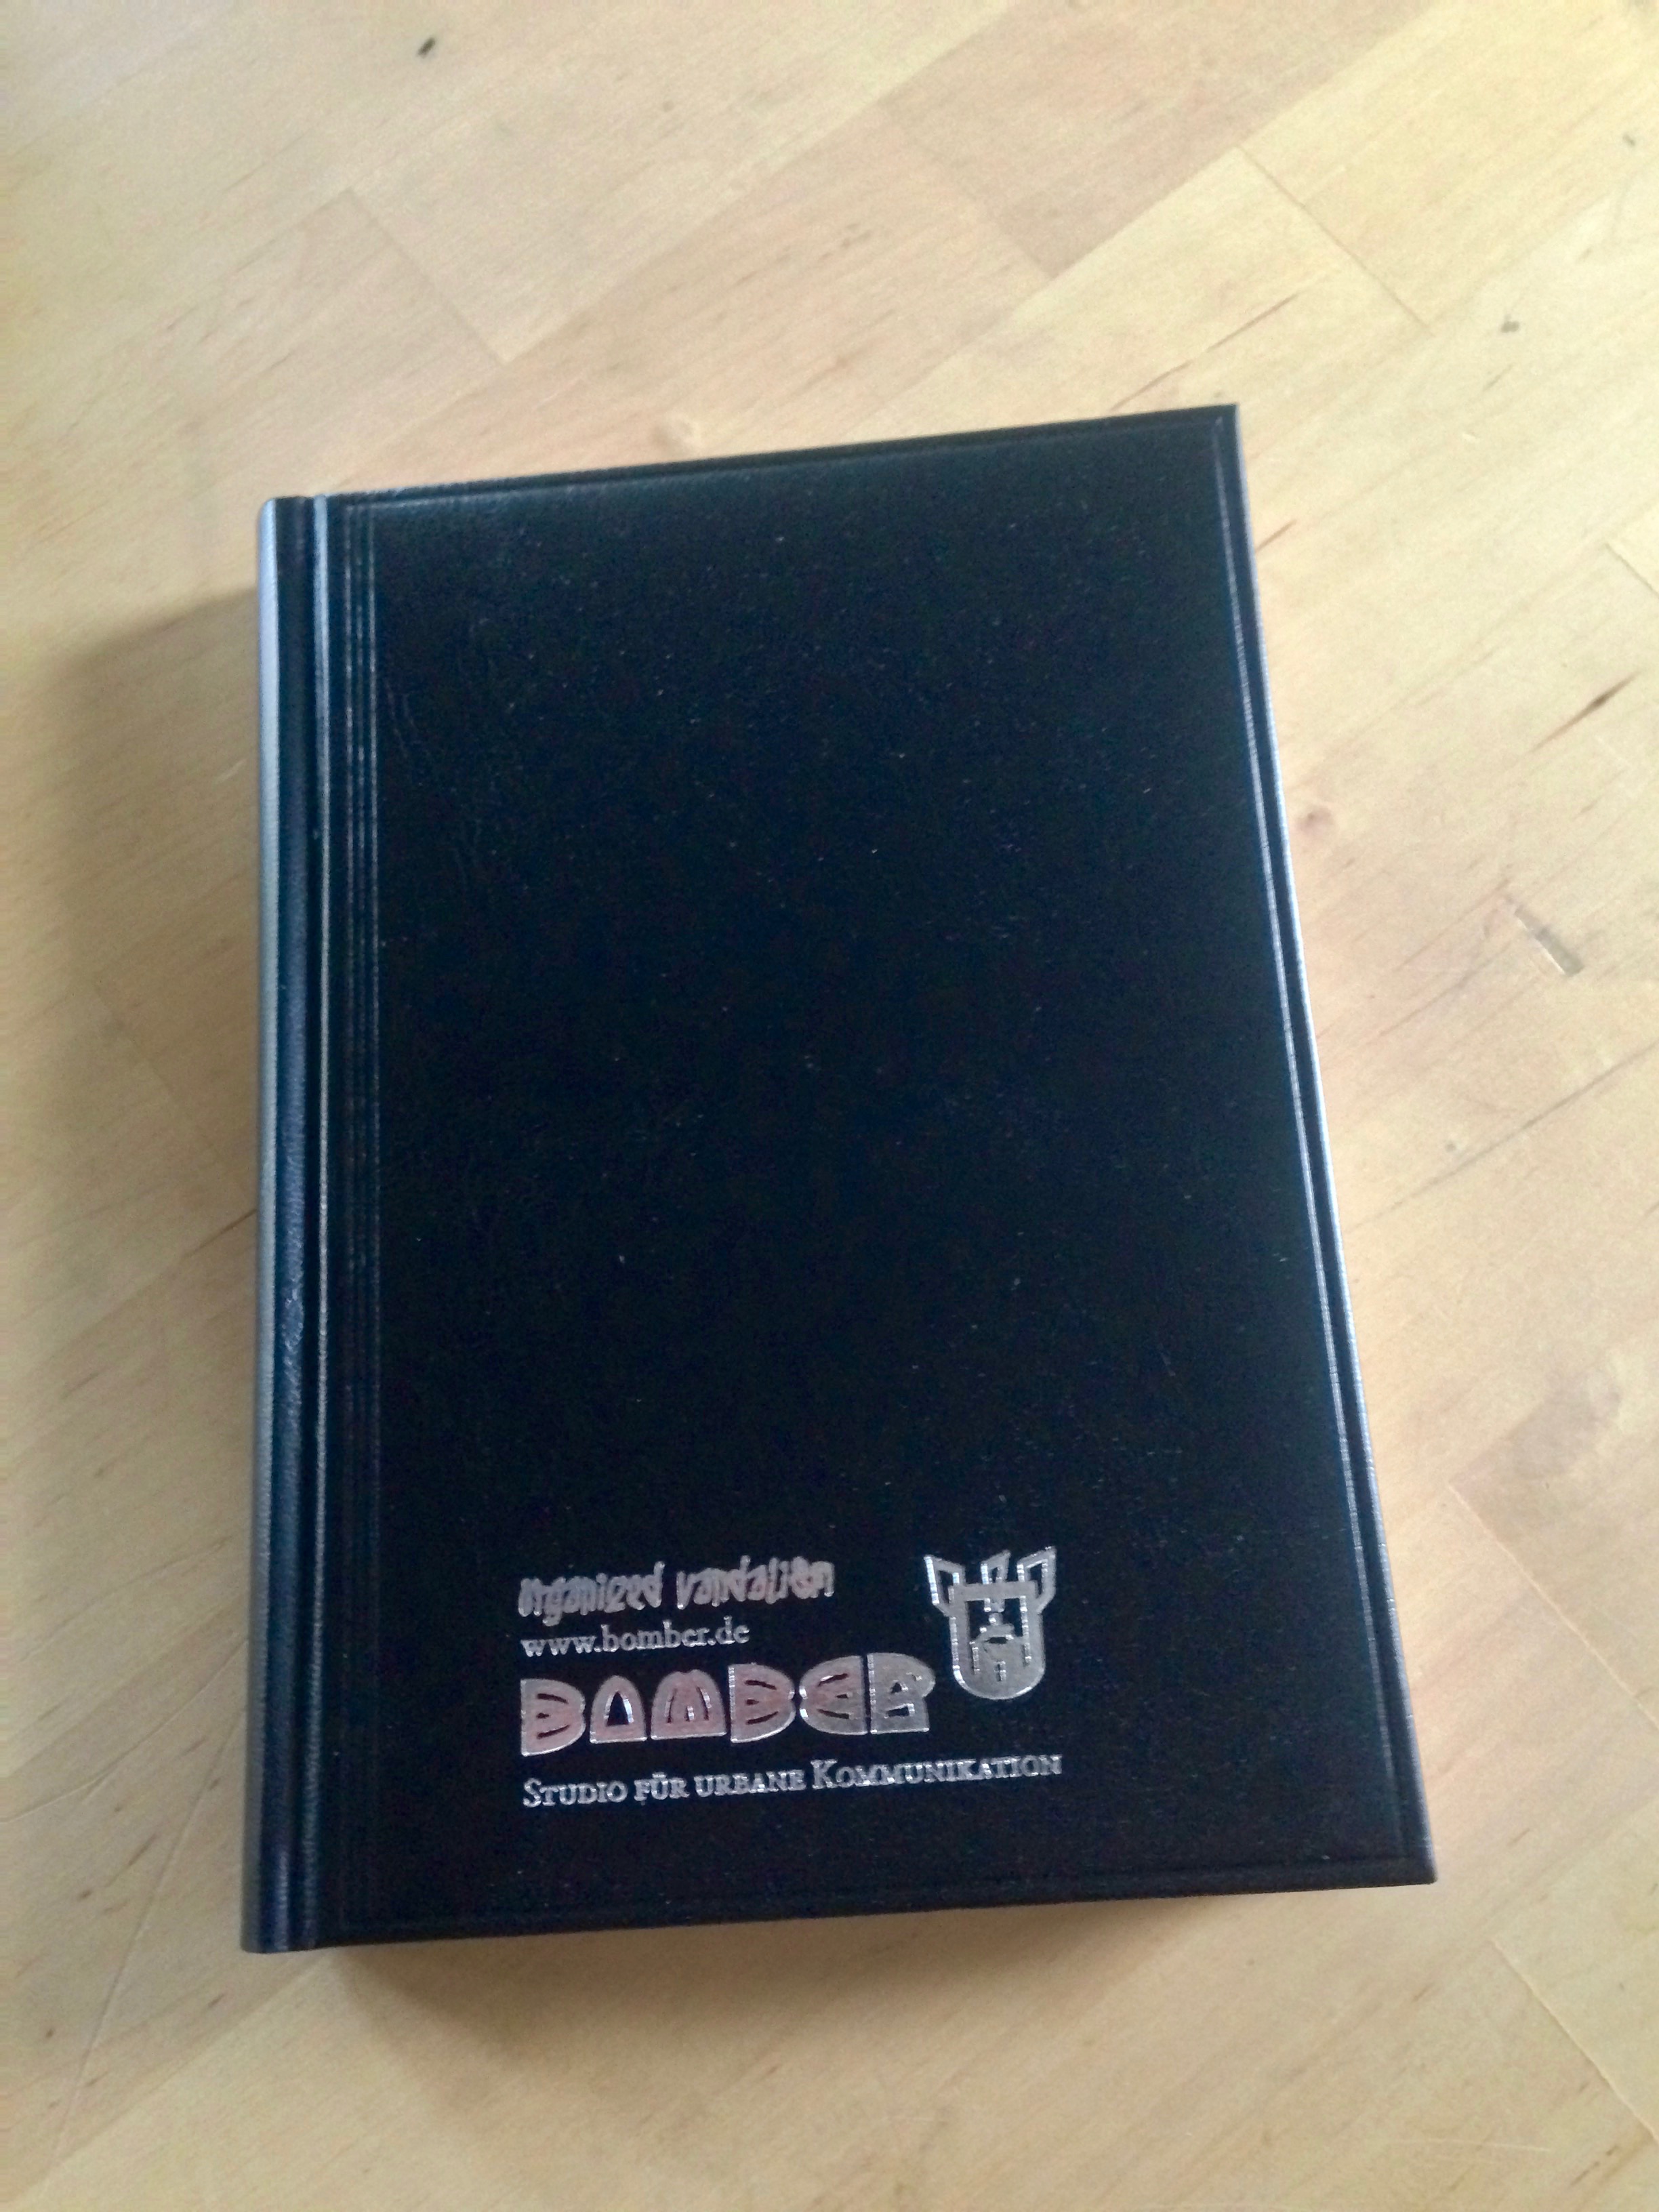 organized vandalism
www.bomber.de
BOMBER
STUDIO FÜR URBANE KOMMUNIKATION